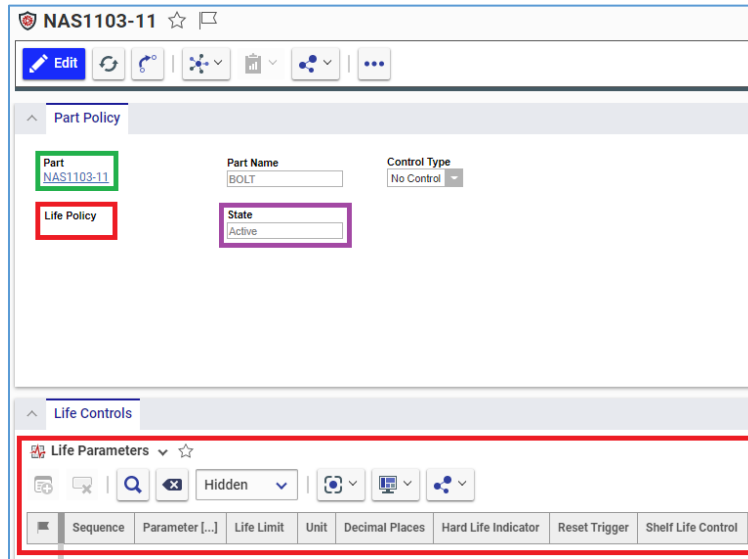 NAS1103-11
Edit
Part Policy
Part Part Name Control Type
NAS1103-11 BOLT No Control
Life Policy State
Active
Life Controls
Life Parameters
Hidden
Sequence Parameter [...] Life Limit Unit Decimal Places Hard Life Indicator Reset Trigger Shelf Life Control